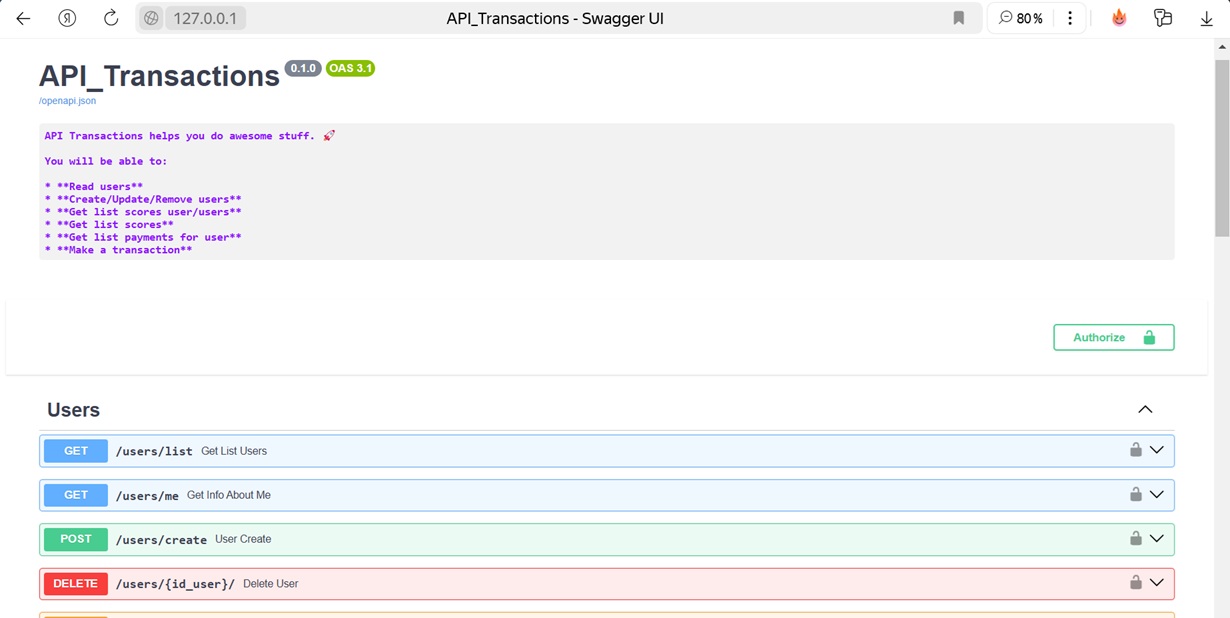 Я 127.0.0.1 API_Transactions - Swagger UI 80 %
API_Transactions 0.1.0 OAS 3.1
/openapi.json
API Transactions helps you do awesome stuff. 🚀
You will be able to:
* **Read users**
* **Create/Update/Remove users**
* **Get list scores user/users**
* **Get list scores**
* **Get list payments for user**
* **Make a transaction**
Authorize
Users
GET /users/list Get List Users
GET /users/me Get Info About Me
POST /users/create User Create
DELETE /users/{id_user}/ Delete User